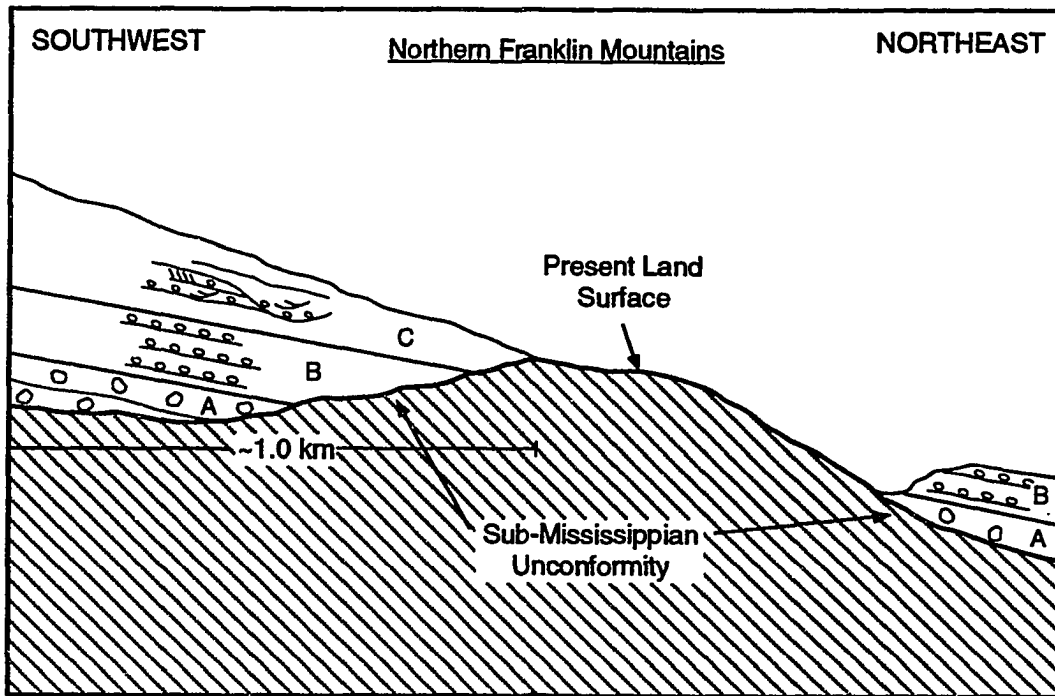 SOUTHWEST
Northern Franklin Mountains
NORTHEAST
Present Land
Surface
C
B
A
~1.0 km
B
A
Sub-Mississippian
Unconformity